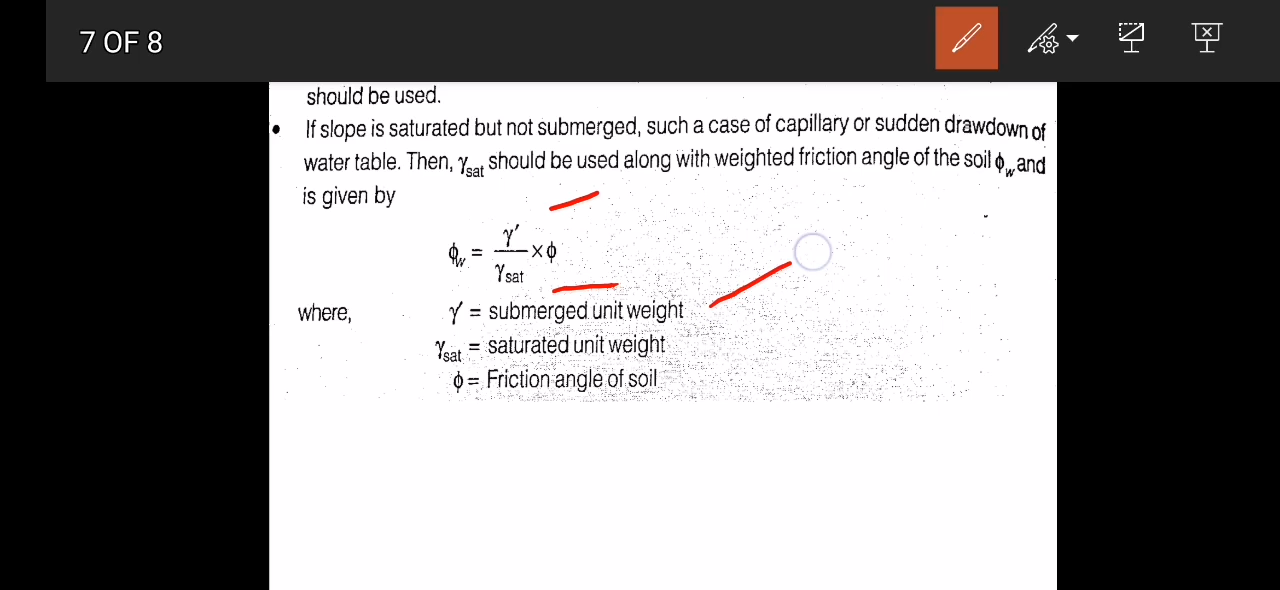 7 OF 8
should be used.
• If slope is saturated but not submerged, such a case of capillary or sudden drawdown of
water table. Then, γsat should be used along with weighted friction angle of the soil ϕw and
is given by
ϕw = γ′/γsat × ϕ
where, γ′ = submerged unit weight
γsat = saturated unit weight
ϕ = Friction angle of soil